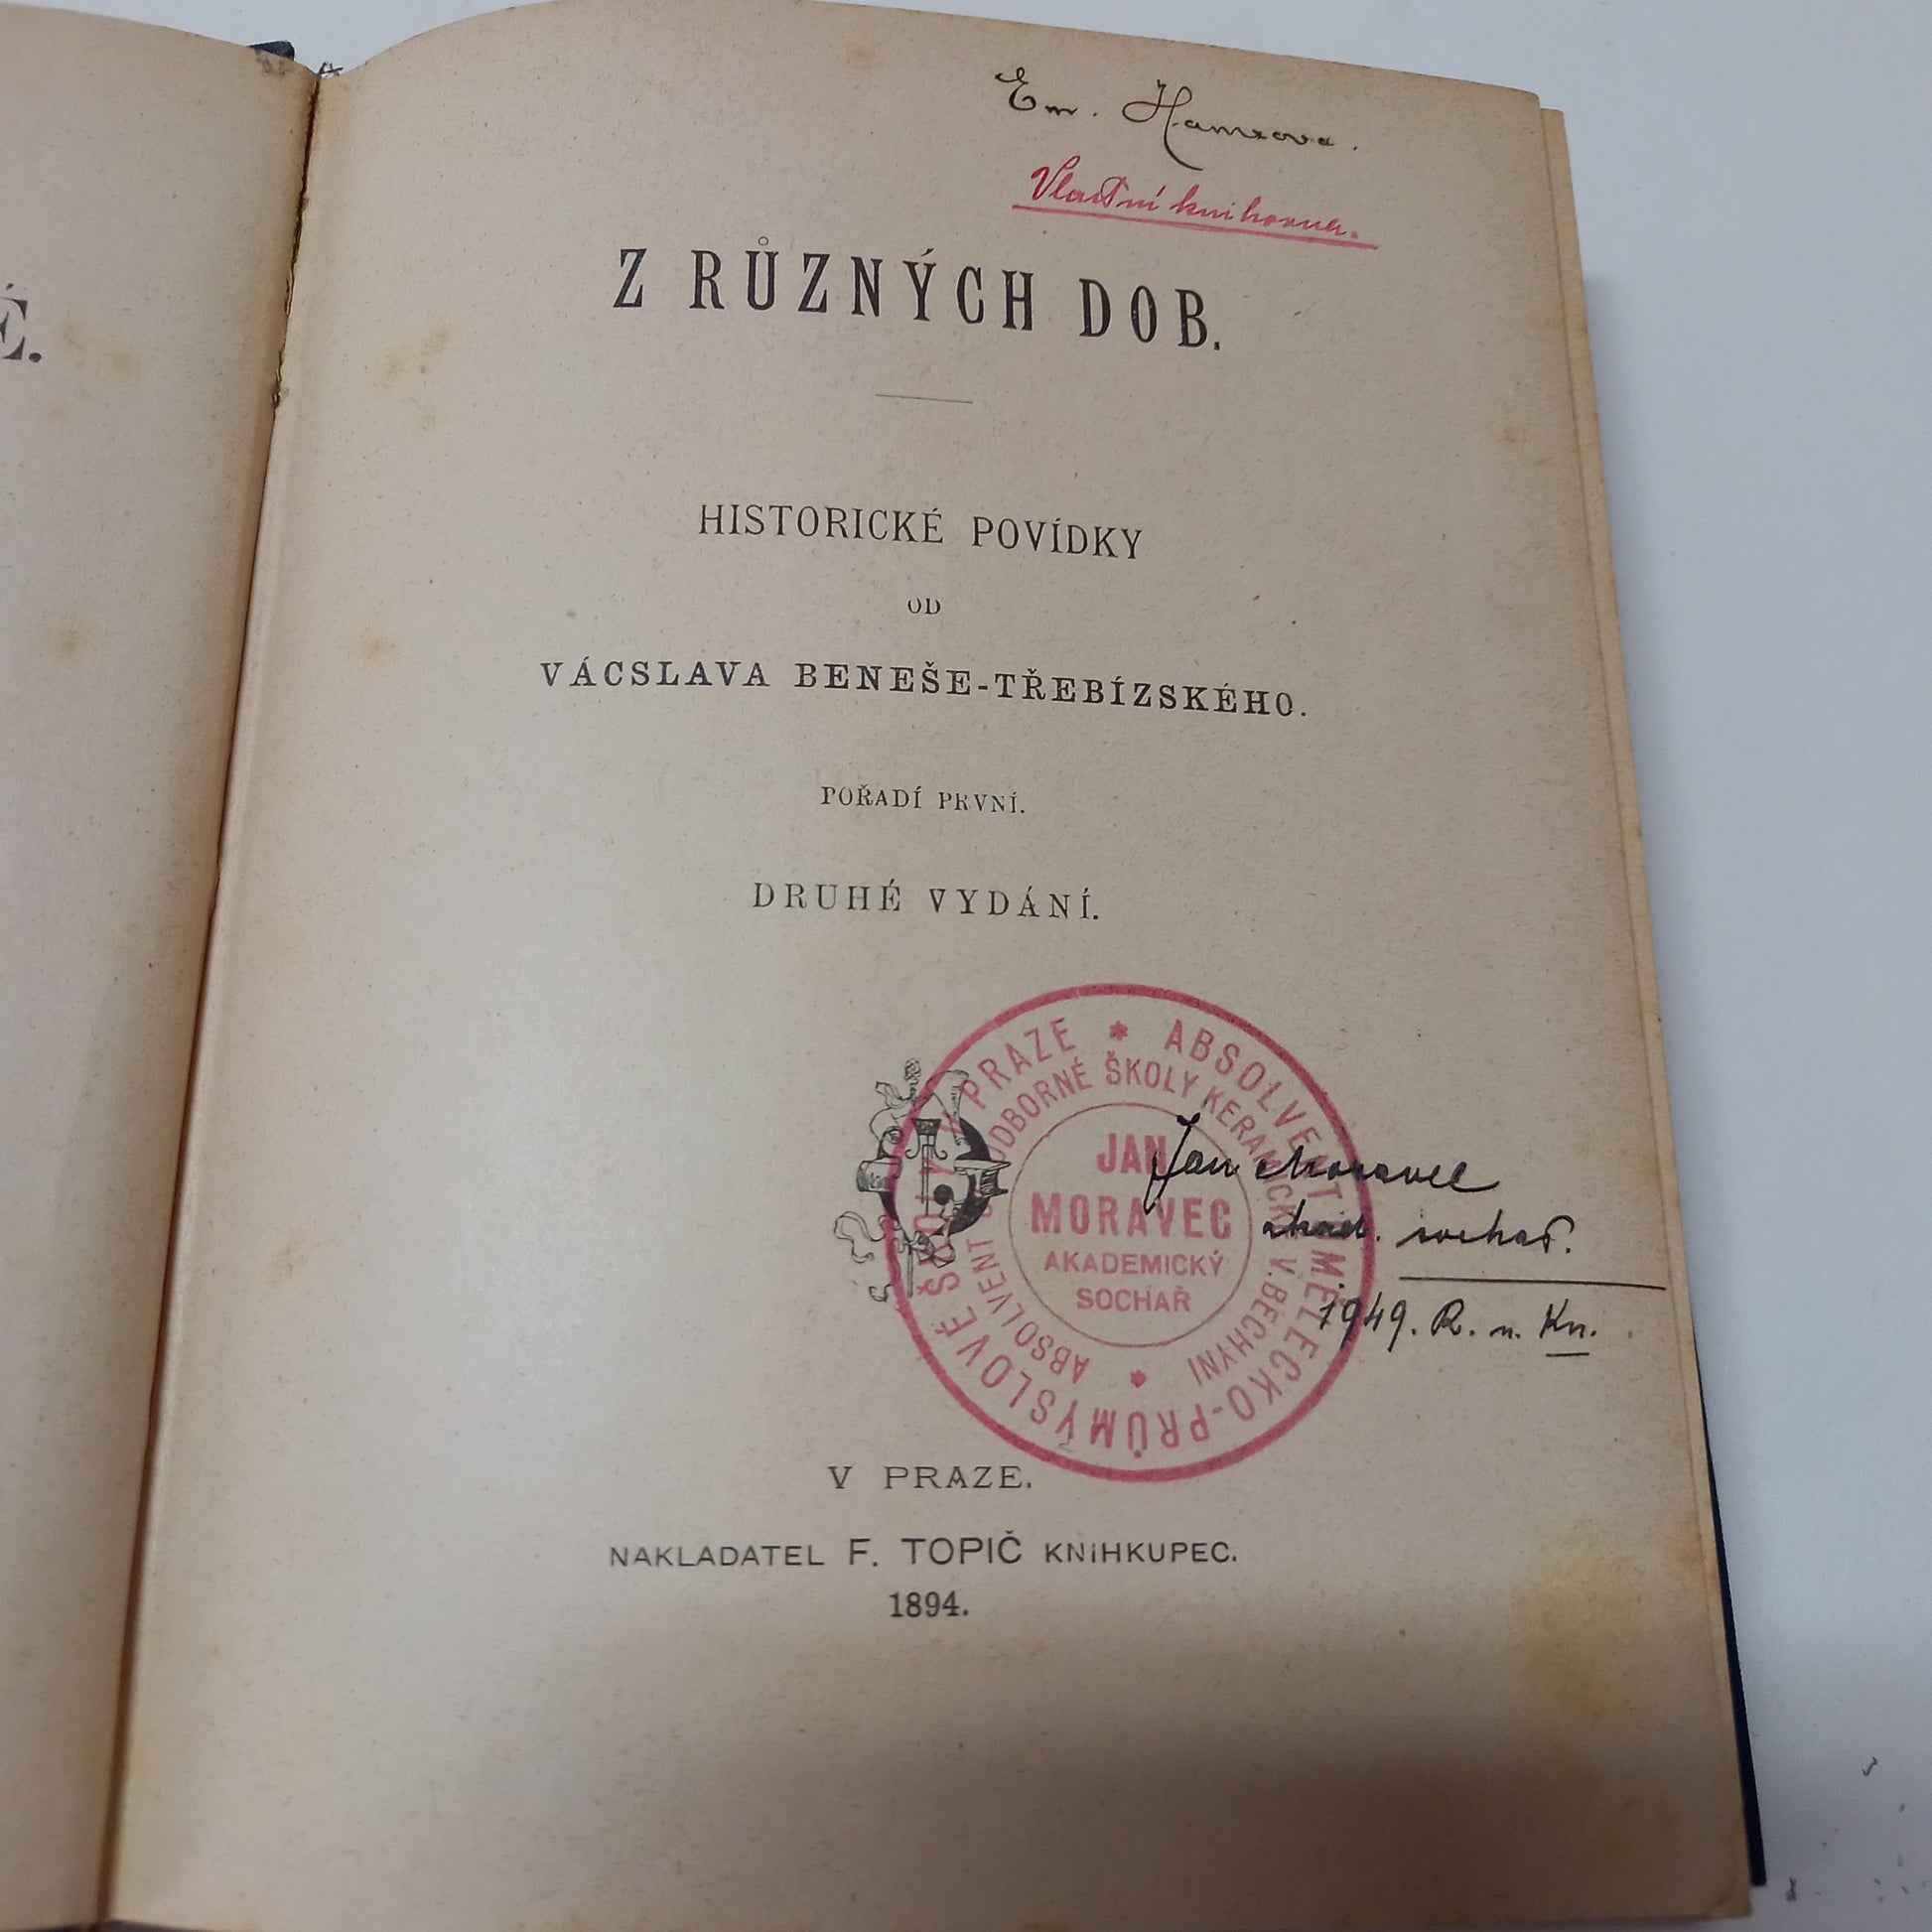 É.
Em. Hamzova.
Vlastní knihovna.
Z RŮZNÝCH DOB.
HISTORICKÉ POVÍDKY
OD
VÁCSLAVA BENEŠE-TŘEBÍZSKÉHO.
POŘADÍ PRVNÍ.
DRUHÉ VYDÁNÍ.
ABSOLVENT UMĚLECKO-PRŮMYSLOVÉ ŠKOLY V PRAZE *
ABSOLVENT ODBORNÉ ŠKOLY KERAMICKÉ V BECHYNI *
JAN
MORAVEC
AKADEMICKÝ
SOCHAŘ
Jan Moravec
akad. sochař.
1949. R. n. Kn.
V PRAZE.
NAKLADATEL F. TOPIČ KNIHKUPEC.
1894.